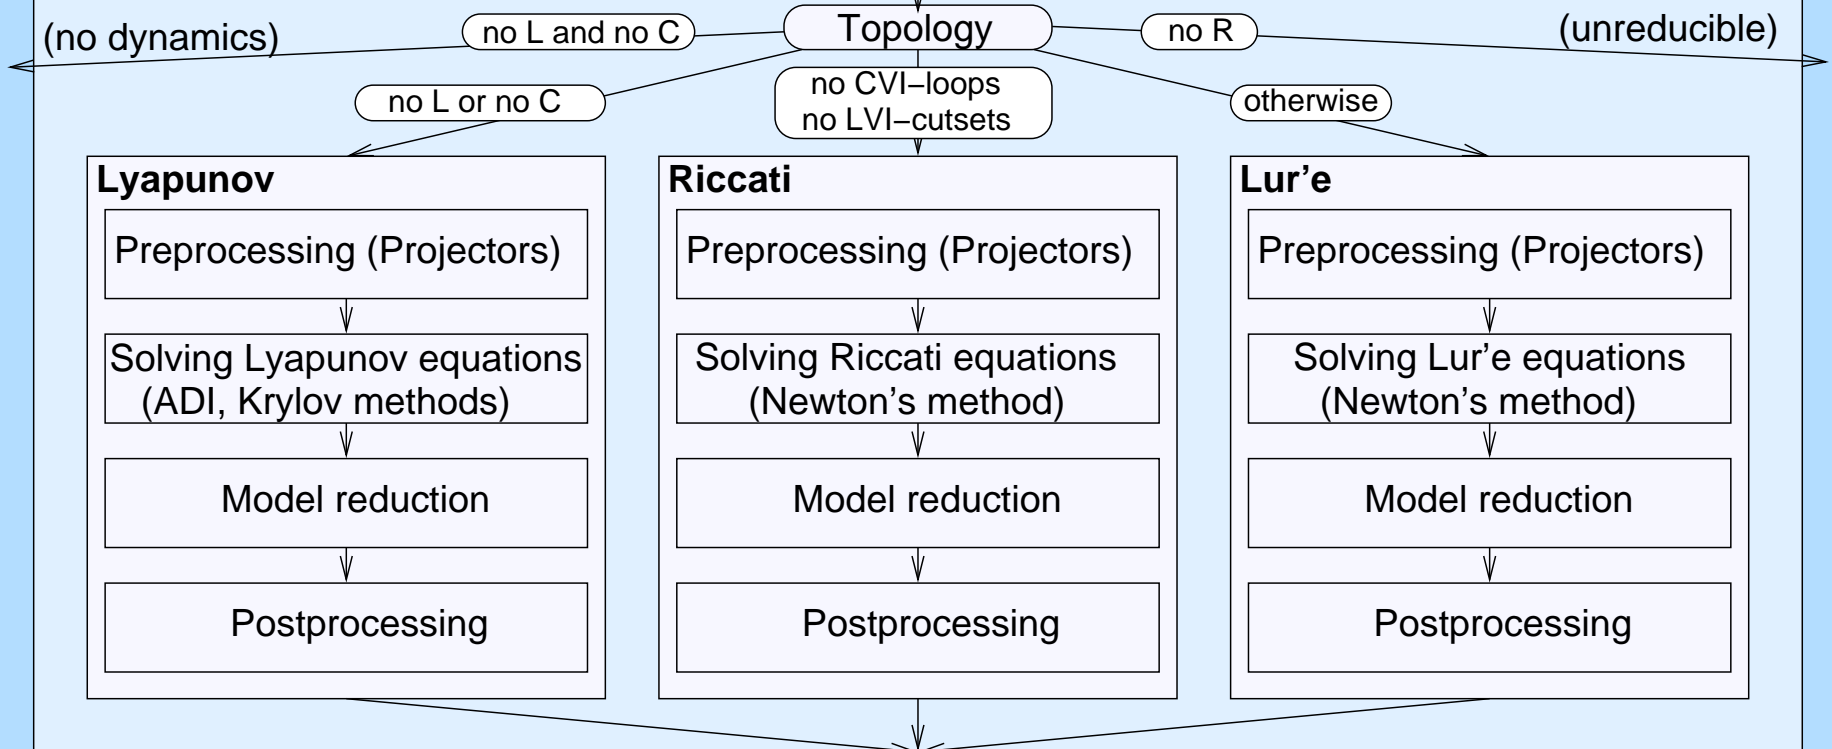 (no dynamics)
no L and no C
Topology
no R
(unreducible)
no L or no C
no CVI–loops
no LVI–cutsets
otherwise
Lyapunov
Preprocessing (Projectors)
Solving Lyapunov equations
(ADI, Krylov methods)
Model reduction
Postprocessing
Riccati
Preprocessing (Projectors)
Solving Riccati equations
(Newton’s method)
Model reduction
Postprocessing
Lur’e
Preprocessing (Projectors)
Solving Lur’e equations
(Newton’s method)
Model reduction
Postprocessing